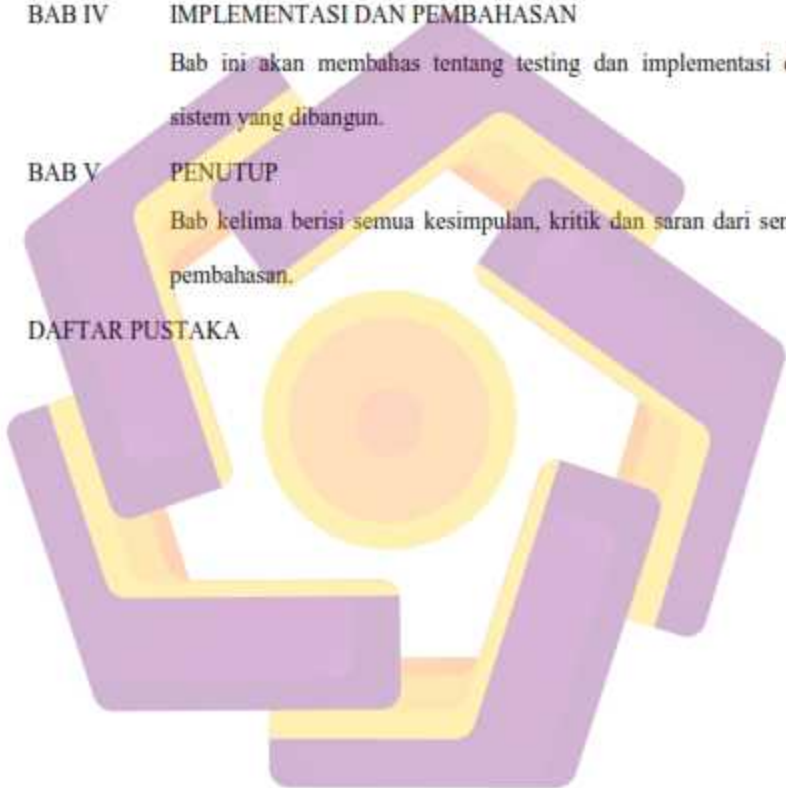 BAB IV IMPLEMENTASI DAN PEMBAHASAN
Bab ini akan membahas tentang testing dan implementasi
sistem yang dibangun.
BAB V PENUTUP
Bab kelima berisi semua kesimpulan, kritik dan saran dari
pembahasan.
DAFTAR PUSTAKA